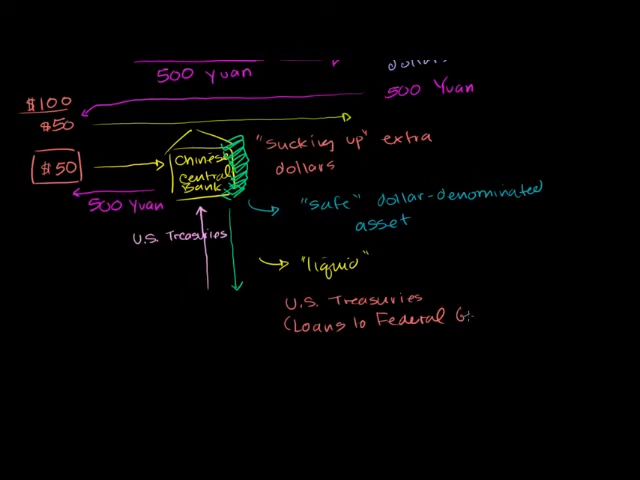 500 Yuan
500 Yuan
$100
$50
"sucking up" extra
dollars
$50
Chinese
Central
Bank
500 Yuan
"safe" dollar-denominated
asset
U.S. Treasuries
"liquid"
U.S. Treasuries
(Loans to Federal G